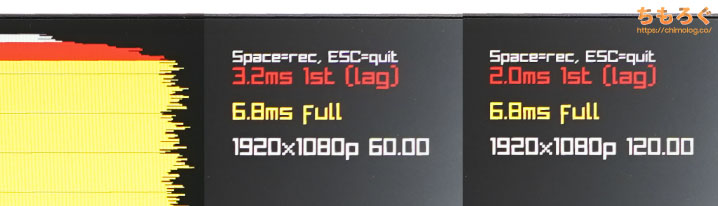 ちもろぐ
https://chimolog.co/
Space=rec, ESC=quit
3.2ms 1st (lag)
6.8ms Full
1920x1080p 60.00
Space=rec, ESC=quit
2.0ms 1st (lag)
6.8ms Full
1920x1080p 120.00